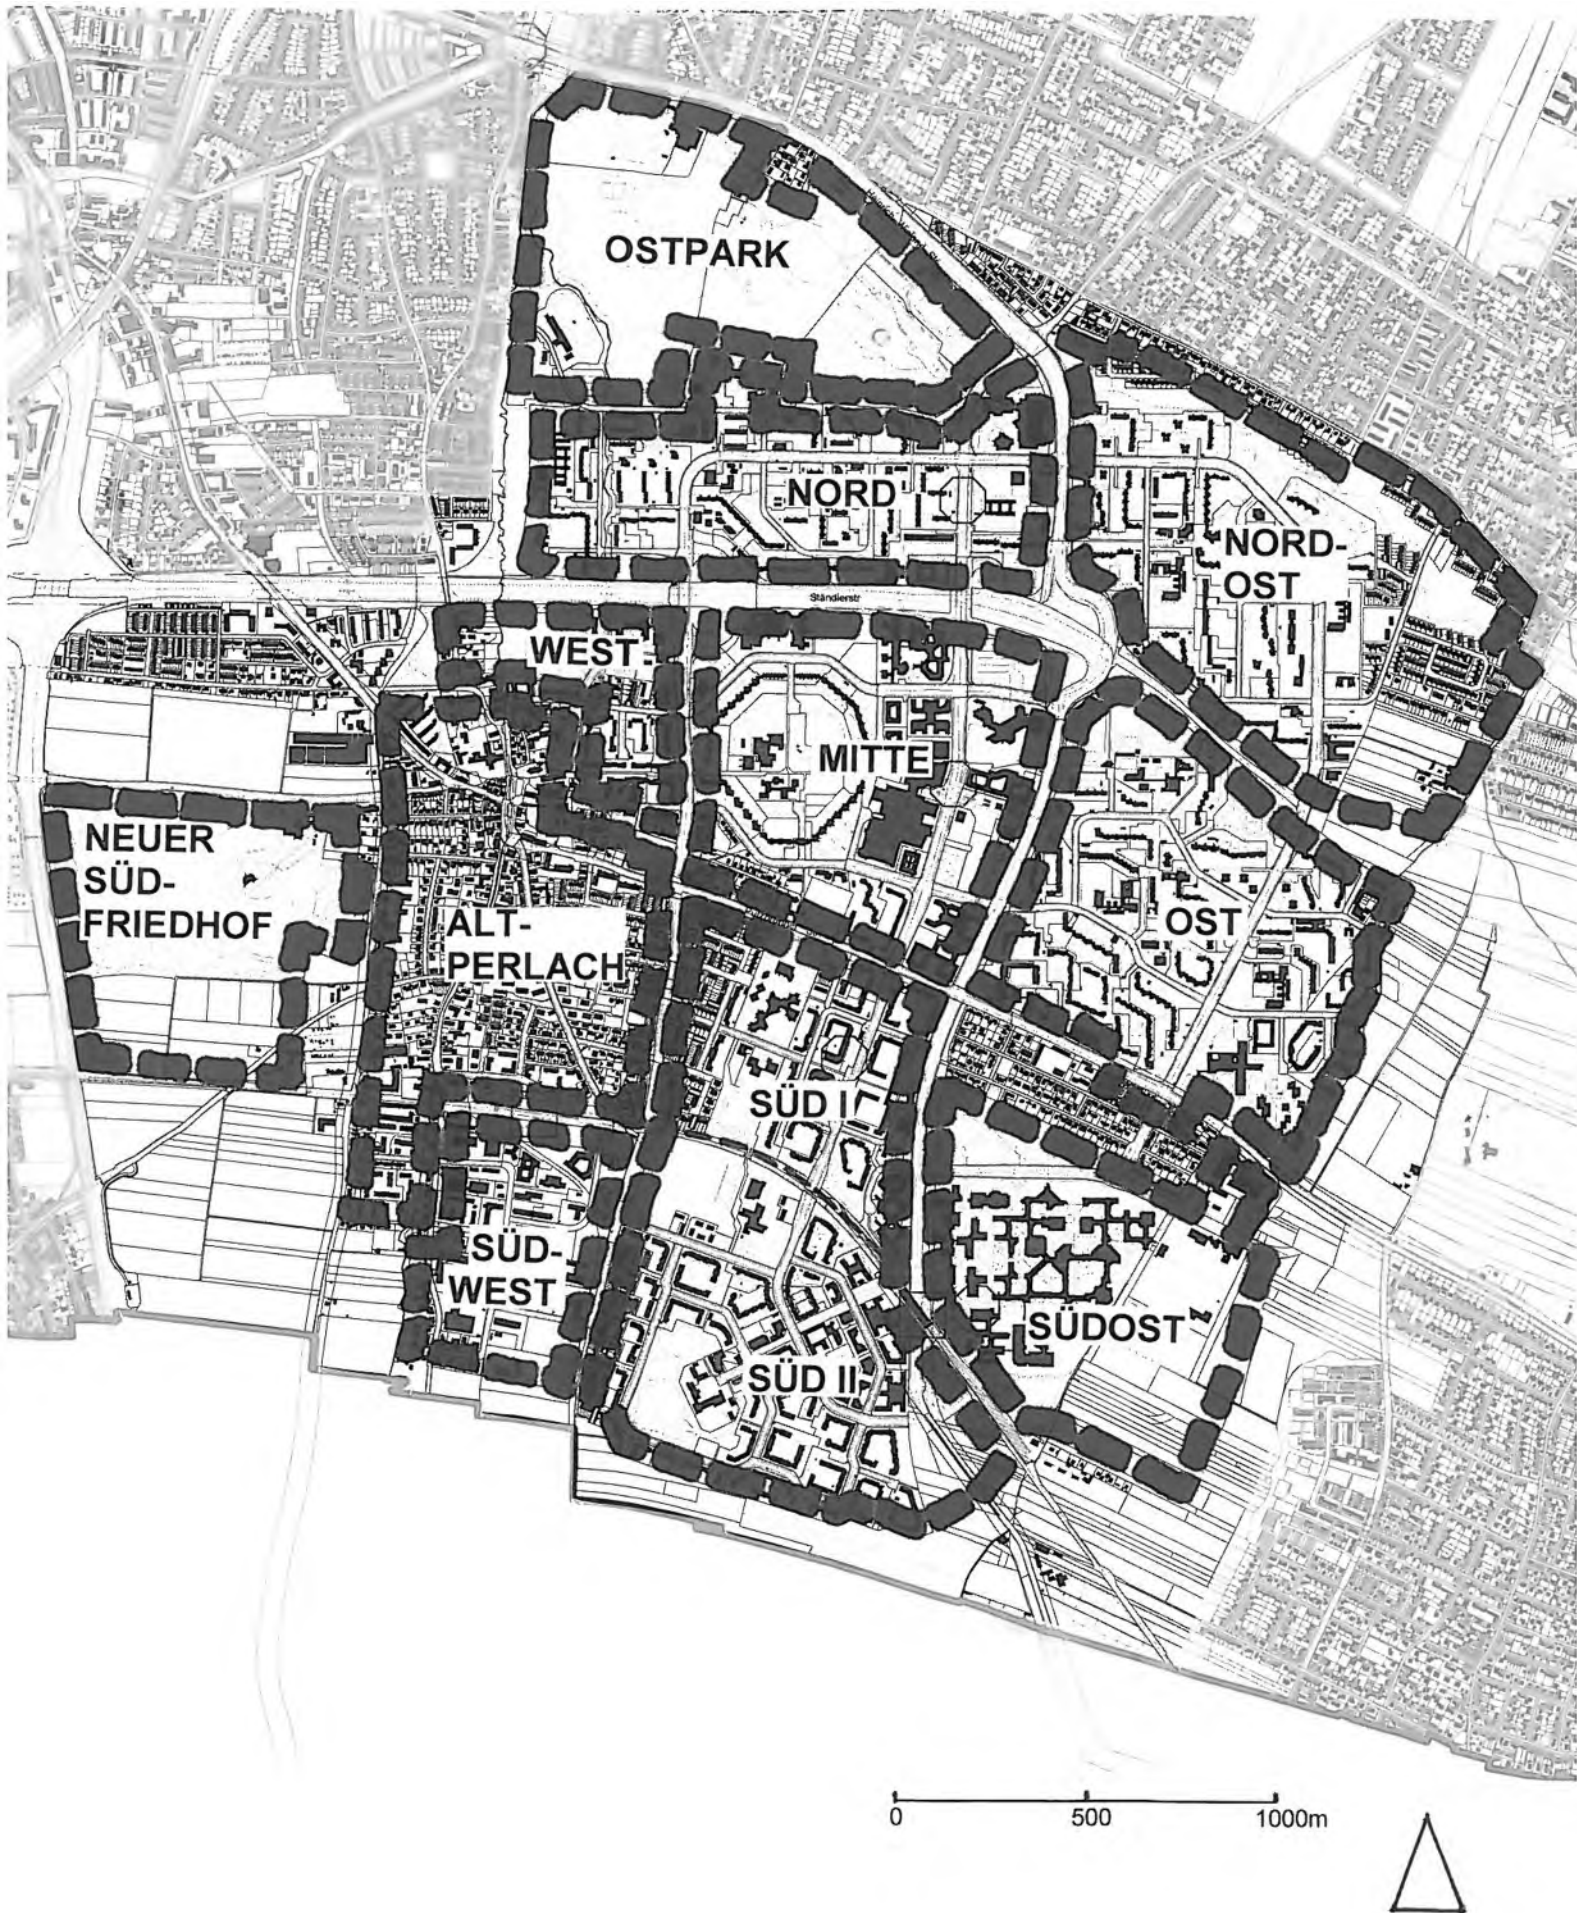 OSTPARK
NORD
NORD-
OST
Ständlerstr
WEST
MITTE
NEUER
SÜD-
FRIEDHOF
ALT-
PERLACH
OST
SÜD I
SÜD-
WEST
SÜDOST
SÜD II
0 500 1000m